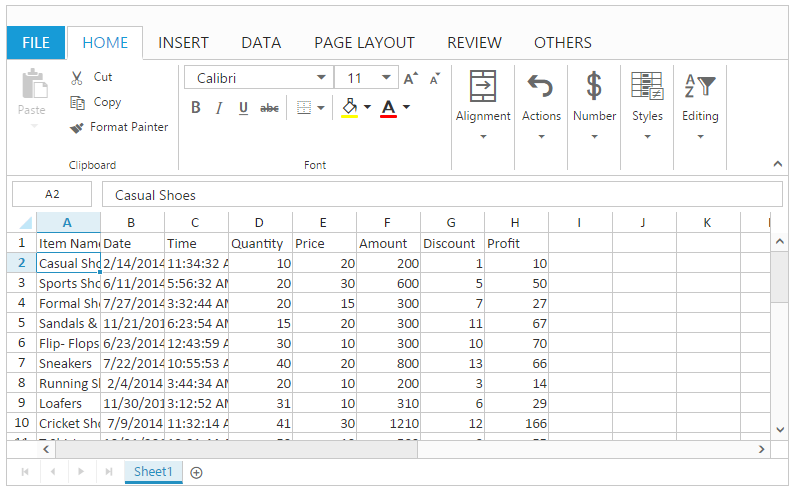 FILE HOME INSERT DATA PAGE LAYOUT REVIEW OTHERS
Paste
Cut
Copy
Format Painter
Clipboard
Calibri 11 A A
B I U abc A
Font
Alignment Actions Number Styles Editing
A2 Casual Shoes
A B C D E F G H I J K
1 Item Nam Date Time Quantity Price Amount Discount Profit
2 Casual Sho 2/14/2014 11:34:32 A 10 20 200 1 10
3 Sports Sho 6/11/2014 5:56:32 AM 20 30 600 5 50
4 Formal Sh 7/27/2014 3:32:44 A 20 15 300 7 27
5 Sandals & 11/21/201 6:23:54 A 15 20 300 11 67
6 Flip- Flops 6/23/2014 12:43:59 A 30 10 300 10 70
7 Sneakers 7/22/2014 10:55:53 A 40 20 800 13 66
8 Running S 2/4/2014 3:44:34 A 20 10 200 3 14
9 Loafers 11/30/201 3:12:52 A 31 10 310 6 29
10 Cricket Sho 7/9/2014 11:32:14 A 41 30 1210 12 166
Sheet1